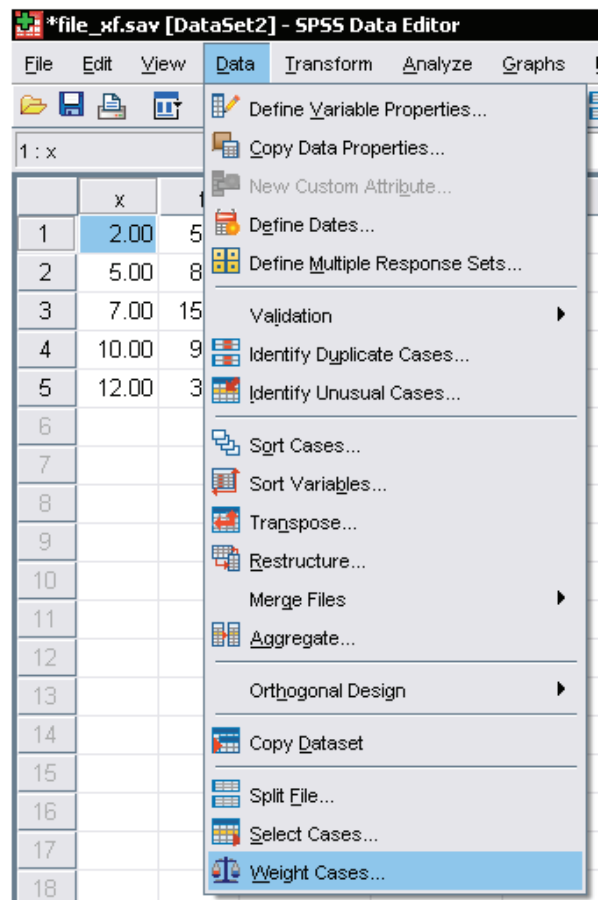 *file_xf.sav [DataSet2] - SPSS Data Editor
File Edit View Data Transform Analyze Graphs
1 : x
Define Variable Properties...
Copy Data Properties...
New Custom Attribute...
Define Dates...
Define Multiple Response Sets...
Validation
Identify Duplicate Cases...
Identify Unusual Cases...
Sort Cases...
Sort Variables...
Transpose...
Restructure...
Merge Files
Aggregate...
Orthogonal Design
Copy Dataset
Split File...
Select Cases...
Weight Cases...
x f
1 2.00 5
2 5.00 8
3 7.00 15
4 10.00 9
5 12.00 3
6
7
8
9
10
11
12
13
14
15
16
17
18